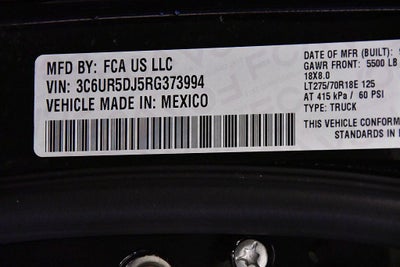 MFD BY: FCA US LLC
VIN: 3C6UR5DJ5RG373994
VEHICLE MADE IN: MEXICO
DATE OF MFR (BUILT):
GAWR FRONT: 5500 LB
18X8.0
LT275/70R18E 125
AT 415 kPa / 60 PSI
TYPE: TRUCK
THIS VEHICLE CONFORM
STANDARDS IN